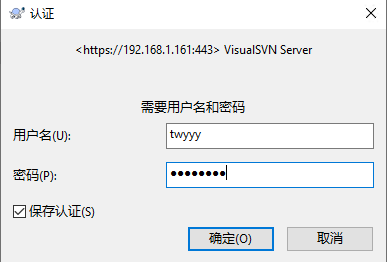 认证
<https://192.168.1.161:443> VisualSVN Server
需要用户名和密码
用户名(U):
twyyy
密码(P):
●●●●●●●●
保存认证(S)
确定(O)
取消